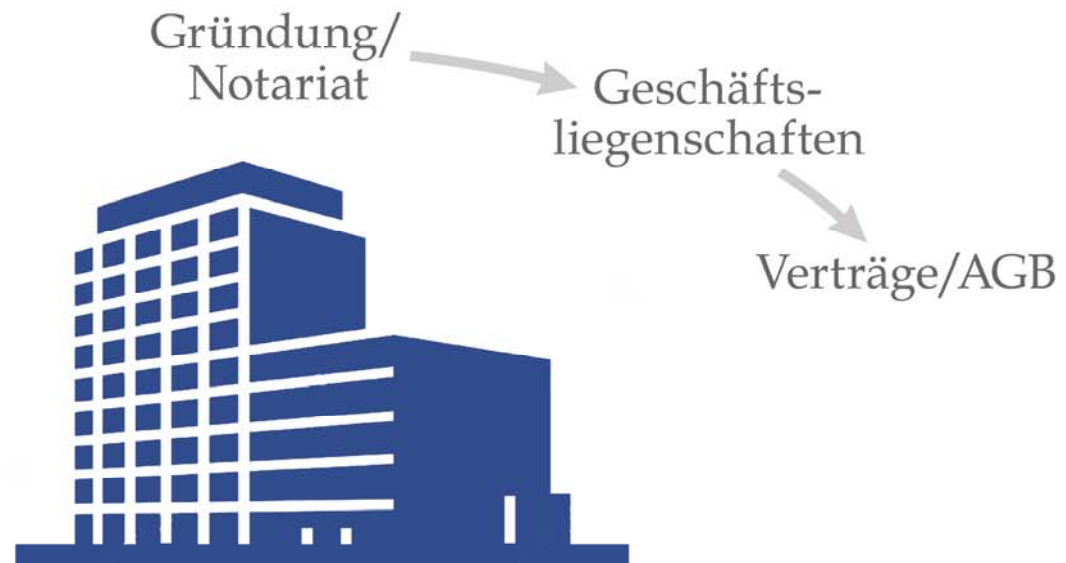 Gründung/
Notariat
Geschäfts-
liegenschaften
Verträge/AGB